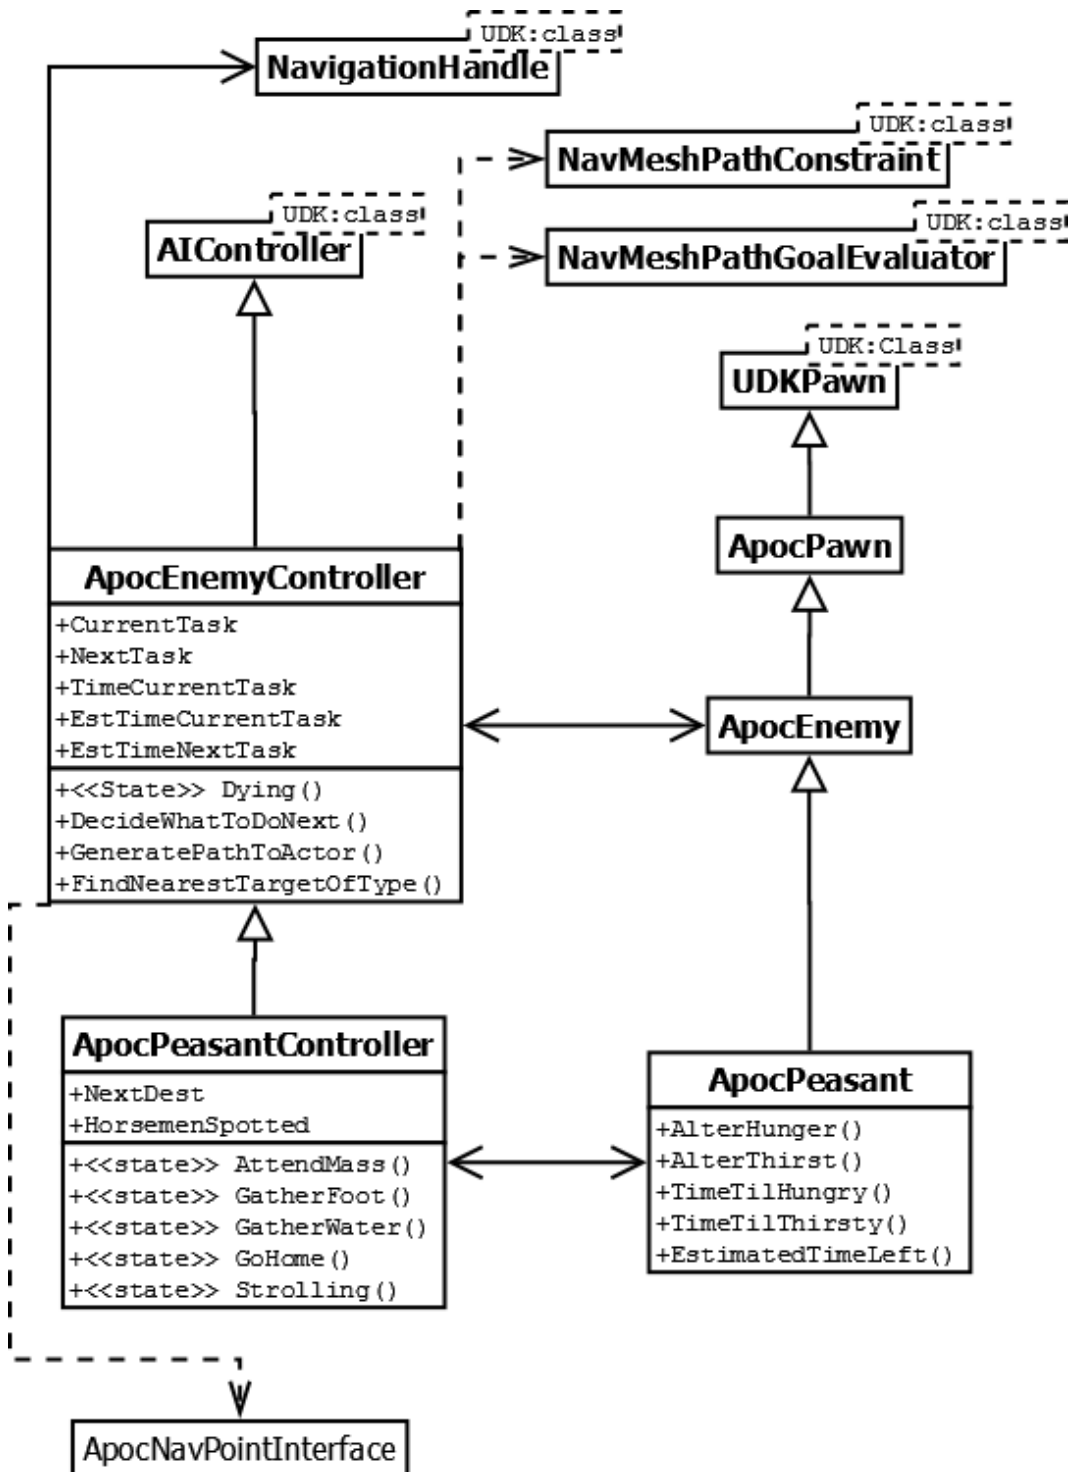 UDK:class
NavigationHandle
UDK:class
NavMeshPathConstraint
UDK:class
AIController
UDK:class
NavMeshPathGoalEvaluator
UDK:Class
UDKPawn
ApocPawn
ApocEnemyController
+CurrentTask
+NextTask
+TimeCurrentTask
+EstTimeCurrentTask
+EstTimeNextTask
+<<State>> Dying()
+DecideWhatToDoNext()
+GeneratePathToActor()
+FindNearestTargetOfType()
ApocEnemy
ApocPeasantController
+NextDest
+HorsemenSpotted
+<<state>> AttendMass()
+<<state>> GatherFoot()
+<<state>> GatherWater()
+<<state>> GoHome()
+<<state>> Strolling()
ApocPeasant
+AlterHunger()
+AlterThirst()
+TimeTilHungry()
+TimeTilThirsty()
+EstimatedTimeLeft()
ApocNavPointInterface